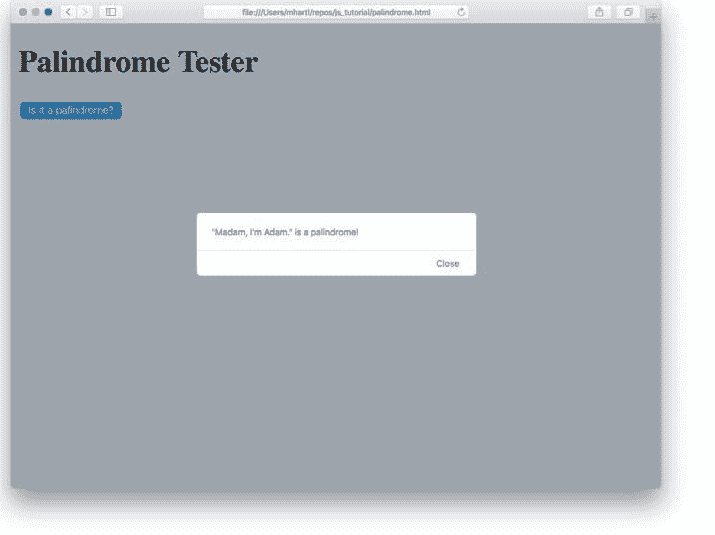 file:///Users/mhartl/repos/js_tutorial/palindrome.html
Palindrome Tester
Is it a palindrome?
"Madam, I'm Adam." is a palindrome!
Close